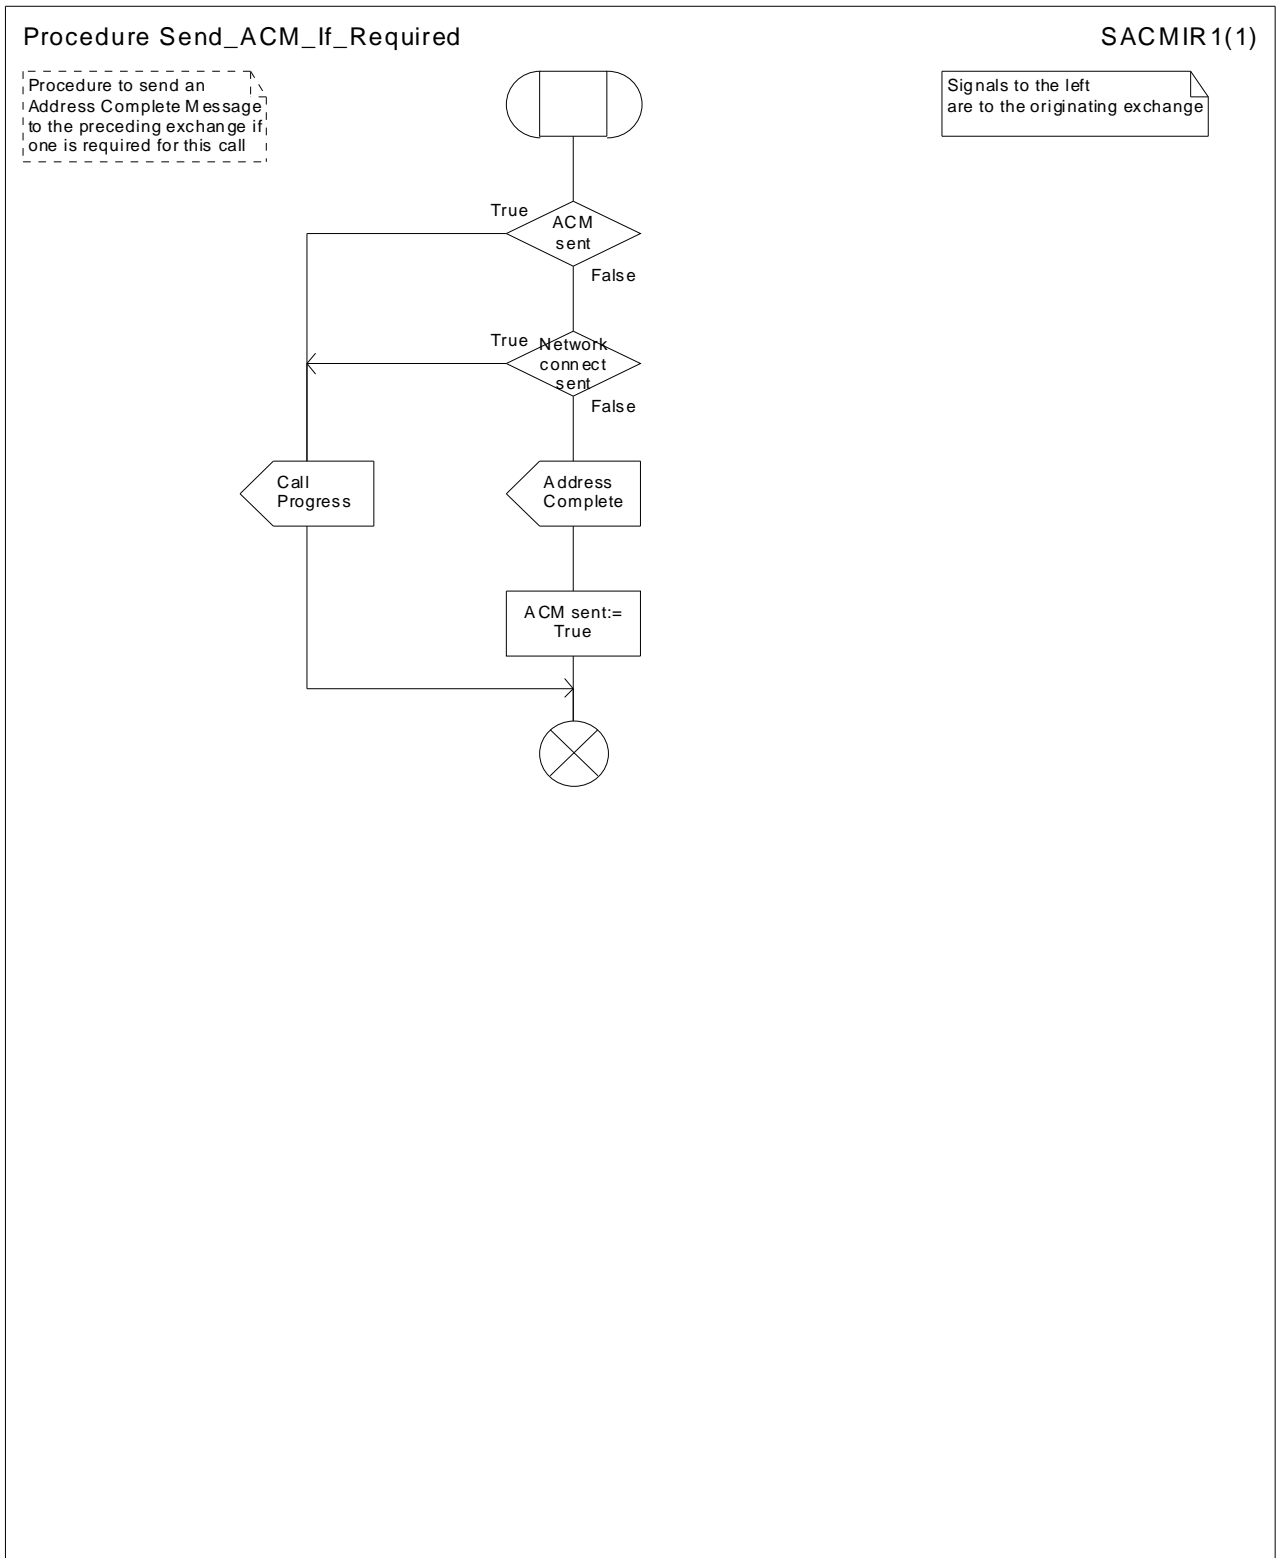 Procedure Send_ACM_If_Required
SACMIR1(1)
Procedure to send an
Address Complete Message
to the preceding exchange if
one is required for this call
Signals to the left
are to the originating exchange
True
ACM
sent
False
True
Network
connect
sent
False
Call
Progress
Address
Complete
ACM sent:=
True